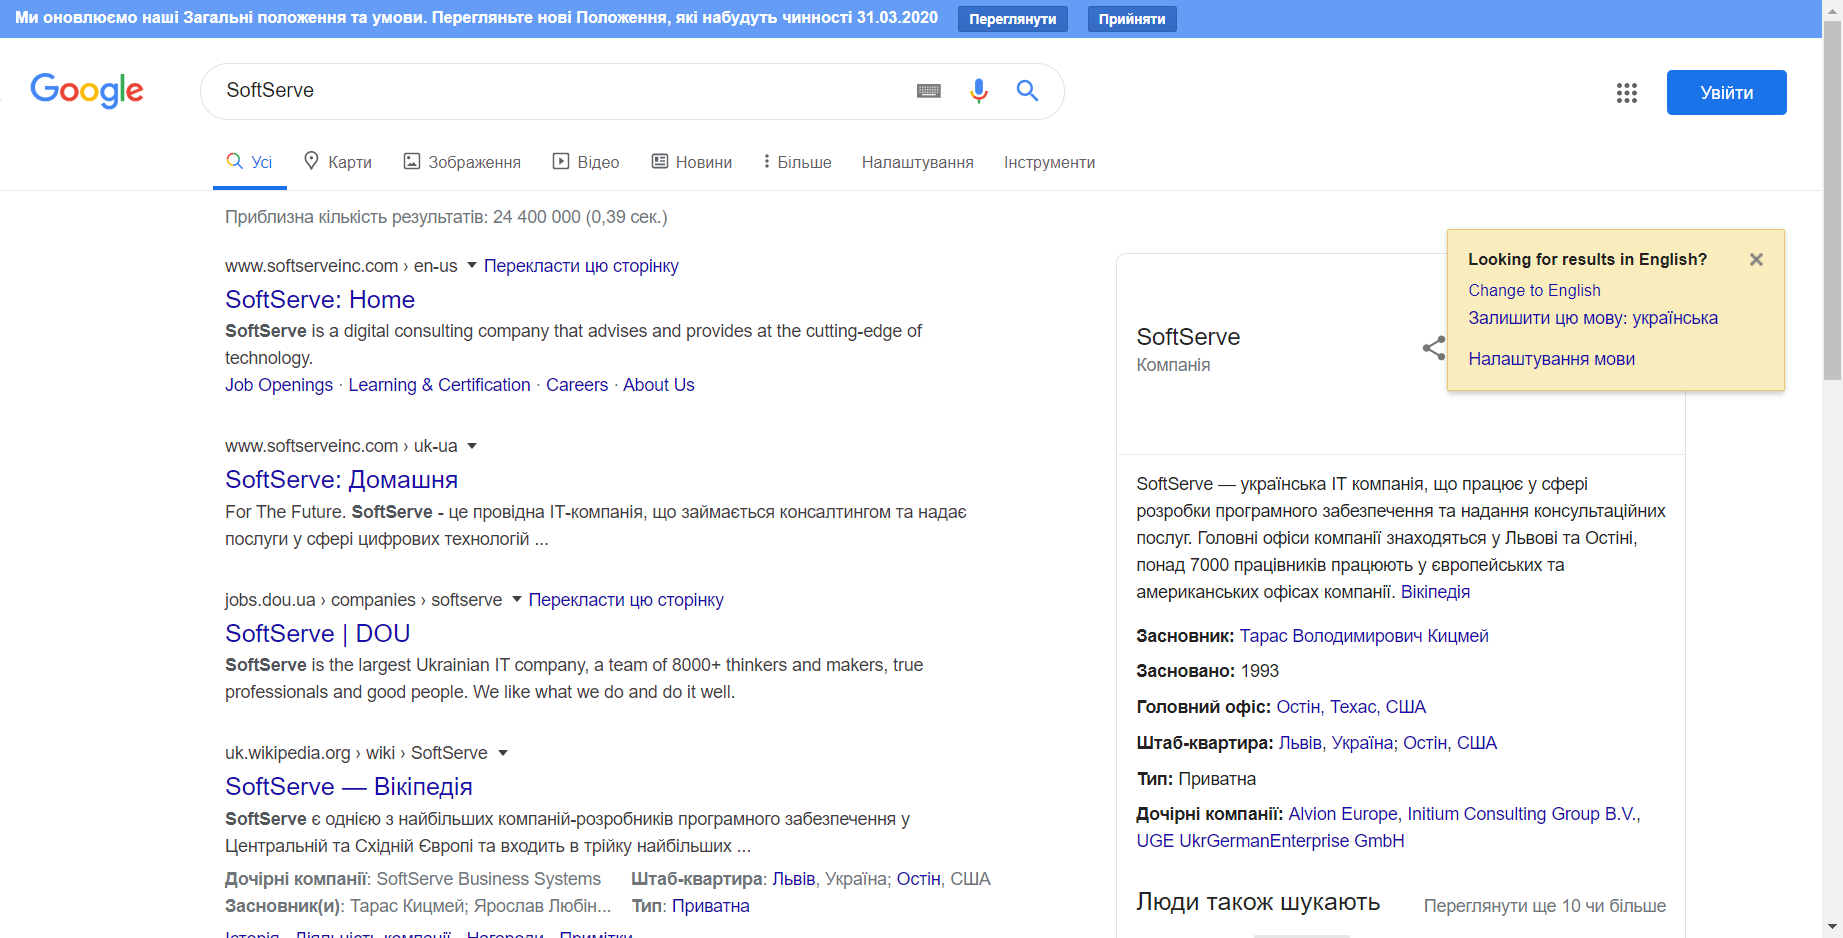 Ми оновлюємо наші Загальні положення та умови. Перегляньте нові Положення, які набудуть чинності 31.03.2020
Переглянути
Прийняти
Google
SoftServe
Увійти
Усі
Карти
Зображення
Відео
Новини
Більше
Налаштування
Інструменти
Приблизна кількість результатів: 24 400 000 (0,39 сек.)
www.softserveinc.com › en-us Перекласти цю сторінку
SoftServe: Home
SoftServe is a digital consulting company that advises and provides at the cutting-edge of
technology.
Job Openings · Learning & Certification · Careers · About Us
www.softserveinc.com › uk-ua
SoftServe: Домашня
For The Future. SoftServe - це провідна ІТ-компанія, що займається консалтингом та надає
послуги у сфері цифрових технологій ...
jobs.dou.ua › companies › softserve Перекласти цю сторінку
SoftServe | DOU
SoftServe is the largest Ukrainian IT company, a team of 8000+ thinkers and makers, true
professionals and good people. We like what we do and do it well.
uk.wikipedia.org › wiki › SoftServe
SoftServe — Вікіпедія
SoftServe є однією з найбільших компаній-розробників програмного забезпечення у
Центральній та Східній Європі та входить в трійку найбільших ...
Дочірні компанії: SoftServe Business Systems Штаб-квартира: Львів, Україна; Остін, США
Засновник(и): Тарас Кицмей; Ярослав Любін... Тип: Приватна
Історія · Діяльність компанії · Нагороди · Примітки
Looking for results in English?
Change to English
Залишити цю мову: українська
Налаштування мови
SoftServe
Компанія
SoftServe — українська ІТ компанія, що працює у сфері
розробки програмного забезпечення та надання консультаційних
послуг. Головні офіси компанії знаходяться у Львові та Остіні,
понад 7000 працівників працюють у європейських та
американських офісах компанії. Вікіпедія
Засновник: Тарас Володимирович Кицмей
Засновано: 1993
Головний офіс: Остін, Техас, США
Штаб-квартира: Львів, Україна; Остін, США
Тип: Приватна
Дочірні компанії: Alvion Europe, Initium Consulting Group B.V.,
UGE UkrGermanEnterprise GmbH
Люди також шукають
Переглянути ще 10 чи більше